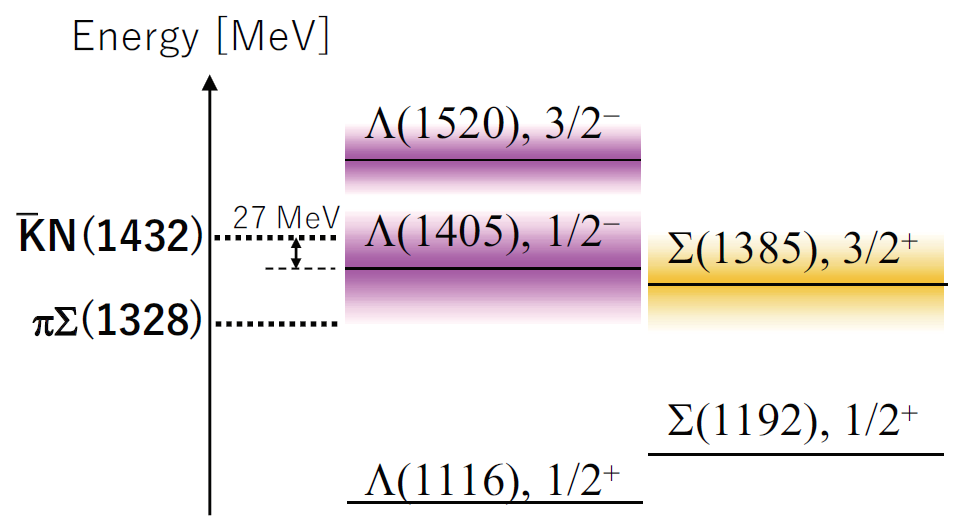 Energy [MeV]
Λ(1520), 3/2⁻
K̅N(1432)
27 MeV
Λ(1405), 1/2⁻
Σ(1385), 3/2⁺
πΣ(1328)
Σ(1192), 1/2⁺
Λ(1116), 1/2⁺